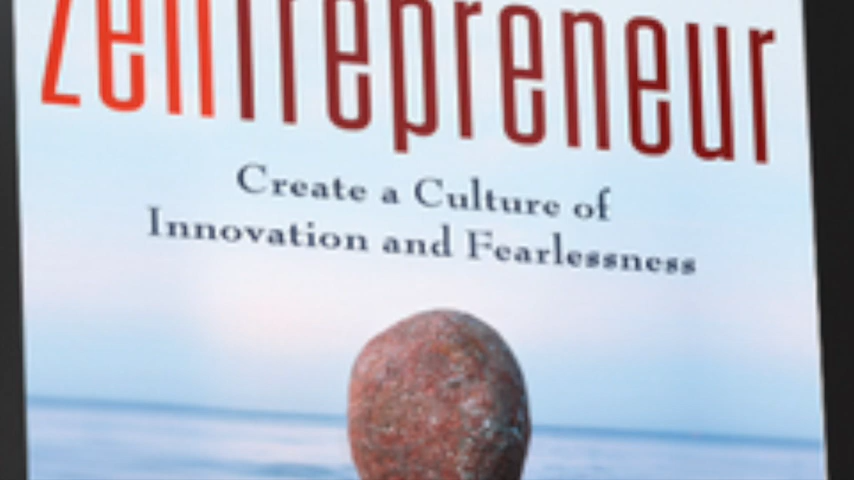 zentrepreneur
Create a Culture of
Innovation and Fearlessness